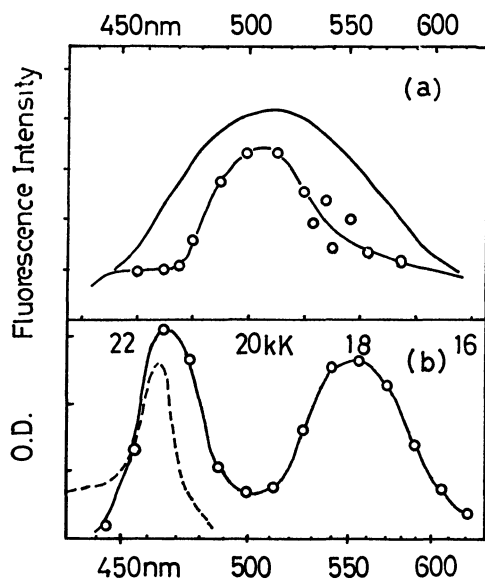 450nm 500 550 600
(a)
Fluorescence Intensity
22 20kK 18 16
(b)
O.D.
450nm 500 550 600